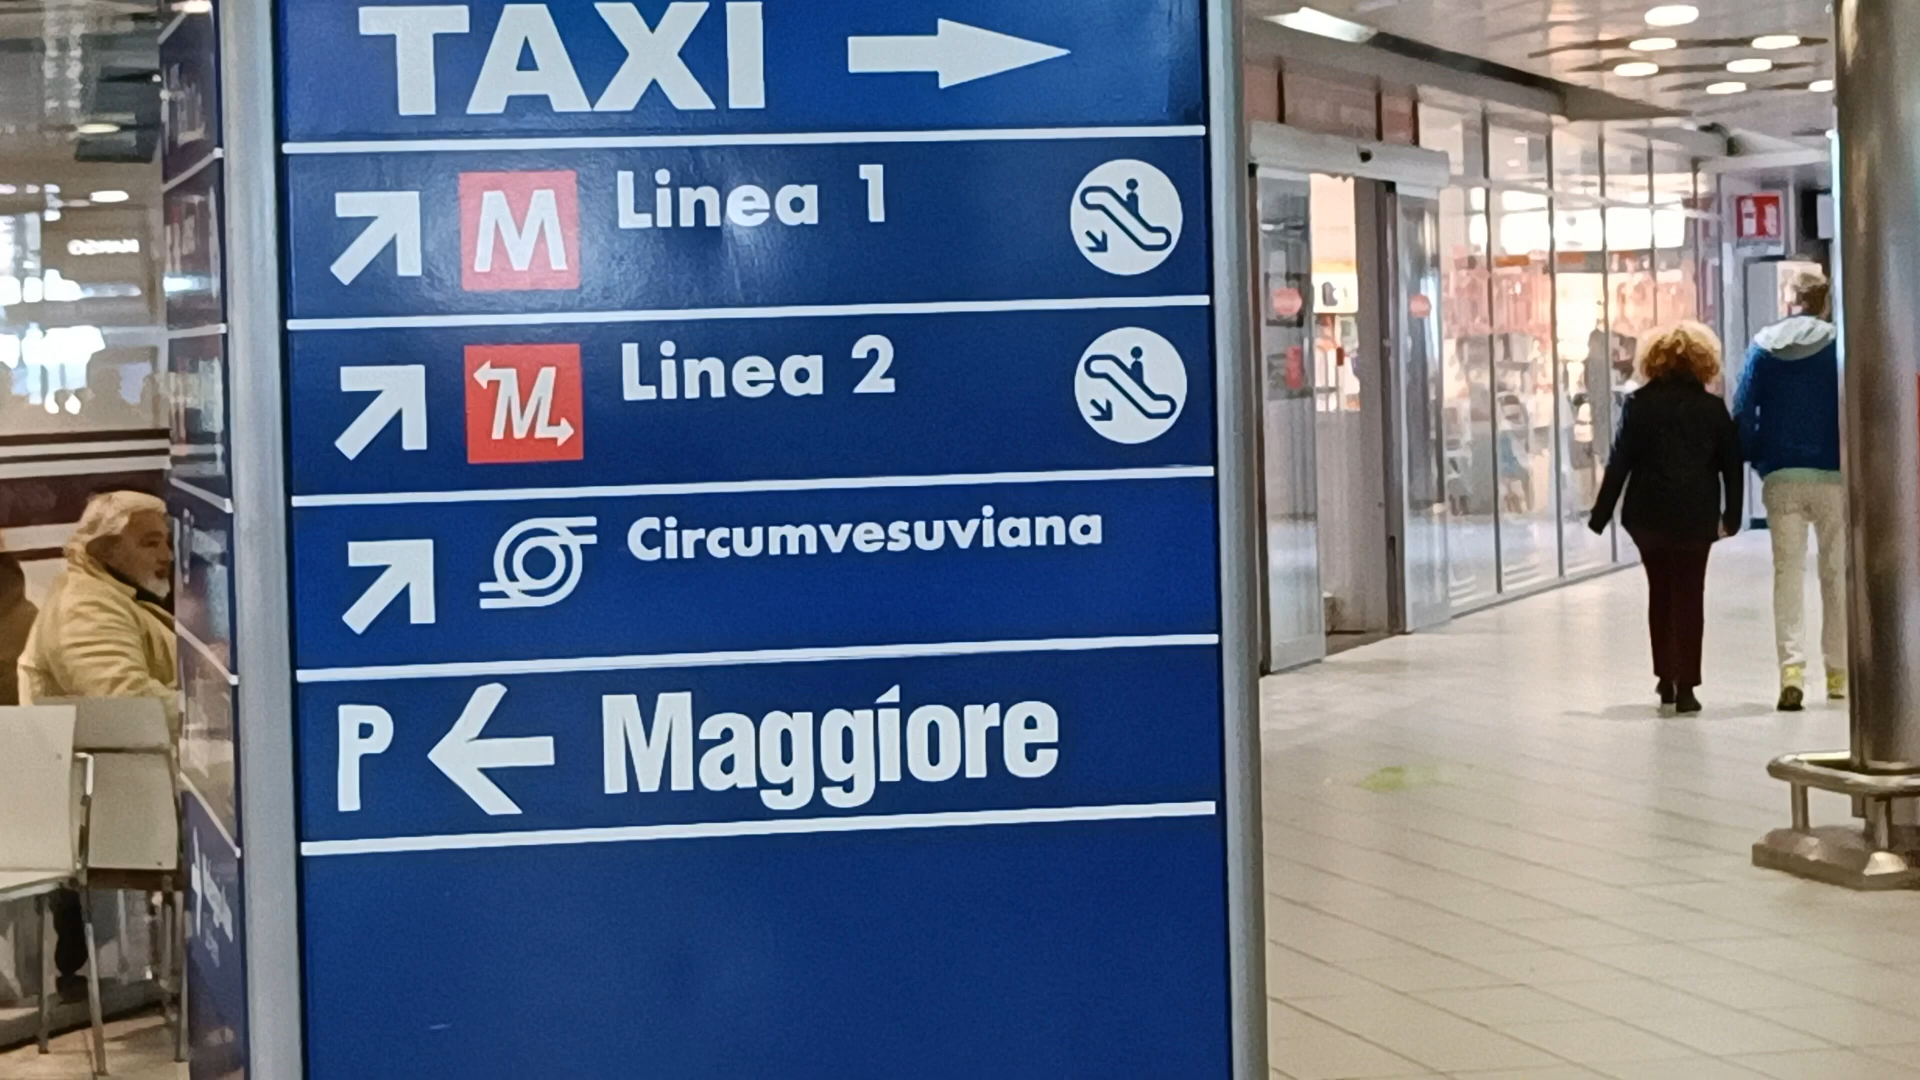 TAXI
M Linea 1
M Linea 2
Circumvesuviana
P Maggiore